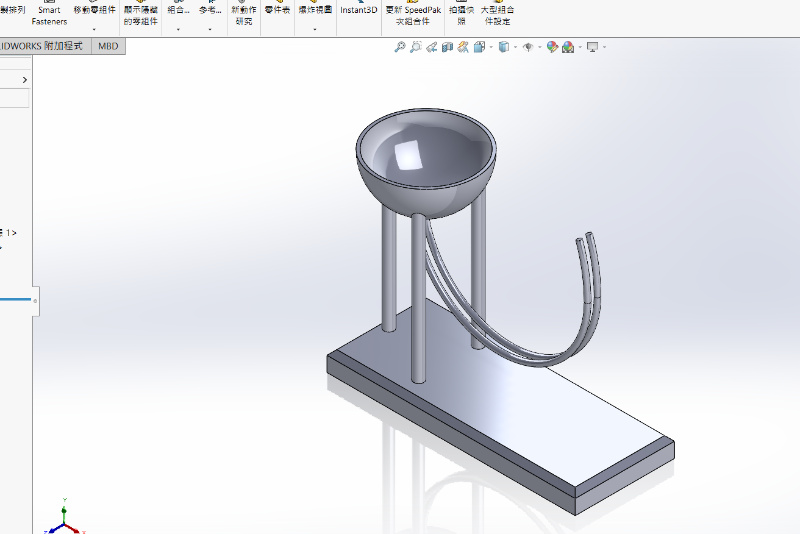 製排列
Smart
Fasteners
移動零組件
顯示隱藏
的零組件
組合...
參考...
新動作
研究
零件表
爆炸視圖
Instant3D
更新 SpeedPak
次組合件
拍攝快
照
大型組合
件設定
LIDWORKS 附加程式
MBD
1>
Y
X
Z